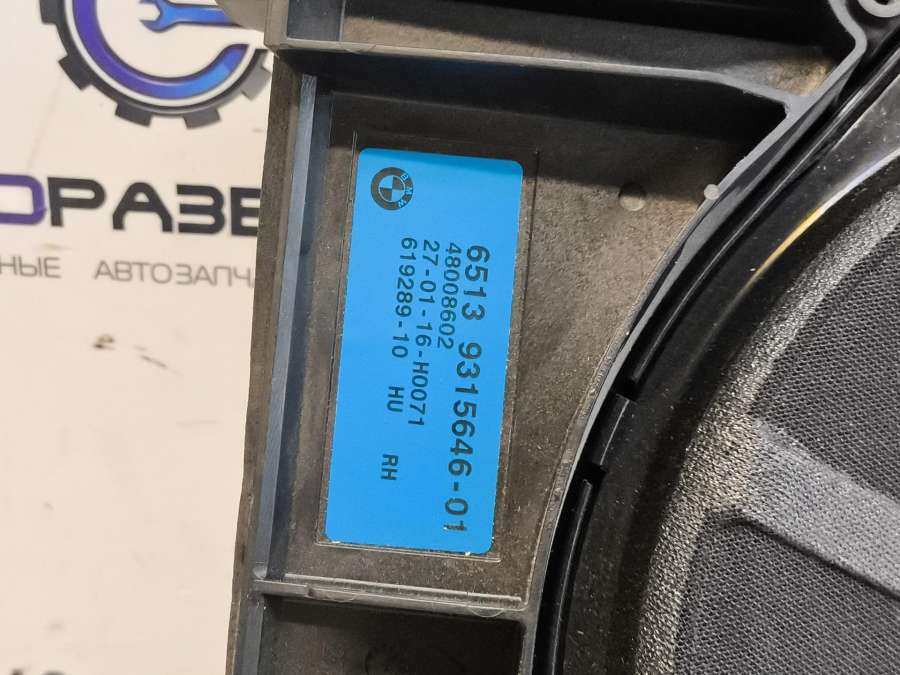 ОРАЗБ
НЫЕ АВТОЗАПЧ
BMW
6513 9315646-01
48008602
27-01-16-H0071
619289-10 HU RH